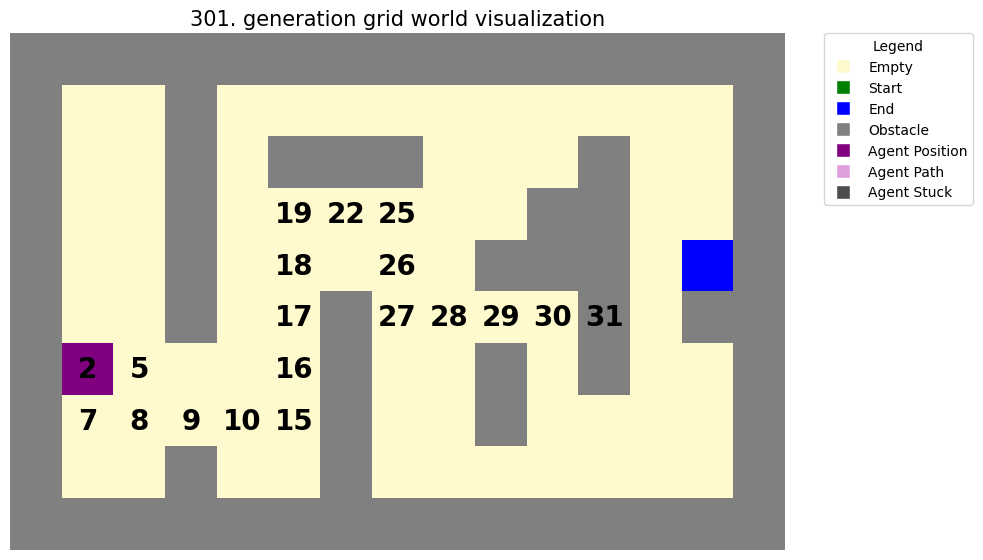 301. generation grid world visualization
Legend
Empty
Start
End
Obstacle
Agent Position
Agent Path
Agent Stuck
19 22 25
18 26
17 27 28 29 30 31
2 5 16
7 8 9 10 15